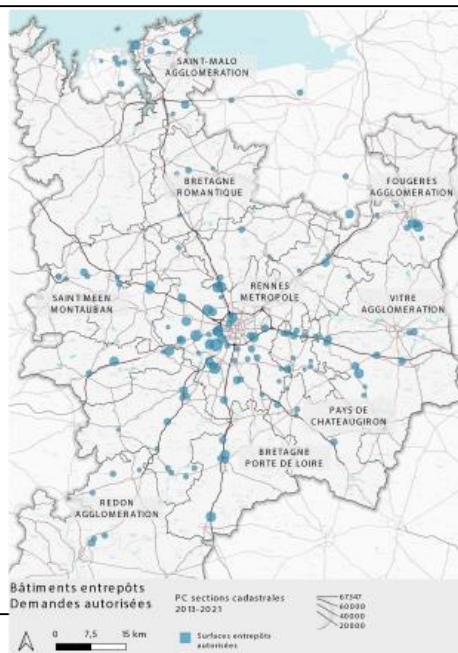 SAINT-MALO
AGGLOMERATION
BRETAGNE
ROMANTIQUE
FOUGERES
AGGLOMERATION
SAINT MEEN
MONTAUBAN
RENNES
METROPOLE
VITRE
AGGLOMERATION
PAYS DE
CHATEAUGIRON
BRETAGNE
PORTE DE LOIRE
REDON
AGGLOMERATION
Bâtiments entrepôts
Demandes autorisées
PC sections cadastrales
2013-2021
67347
60000
40000
20000
0 7,5 15 km
Surfaces entrepôts
autorisées